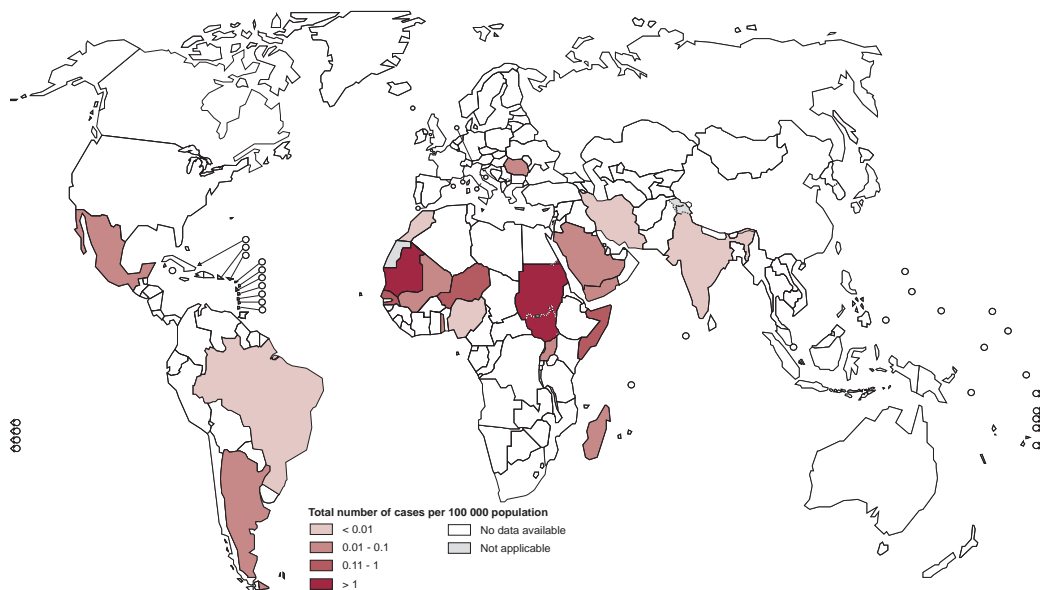 Total number of cases per 100 000 population
< 0.01
0.01 - 0.1
0.11 - 1
> 1
No data available
Not applicable